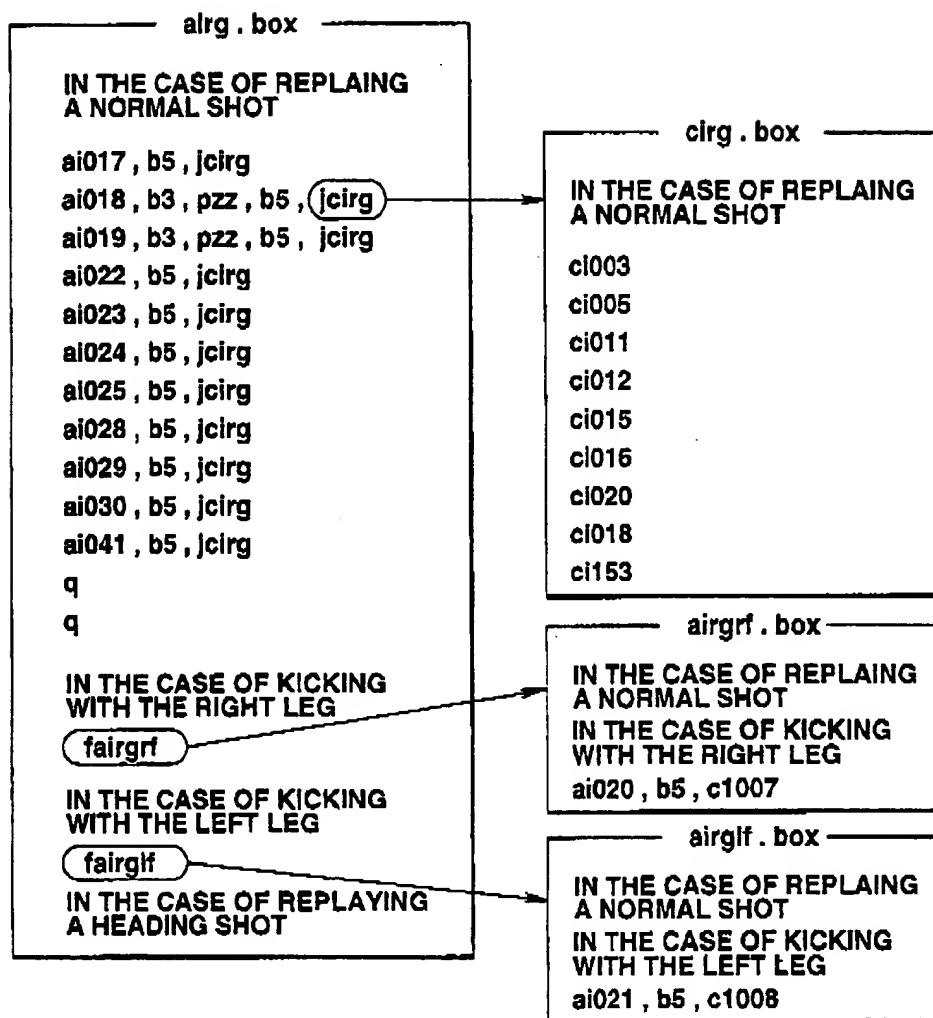 airg . box
IN THE CASE OF REPLAING
A NORMAL SHOT
ai017 , b5 , jcirg
ai018 , b3 , pzz , b5 , jcirg
ai019 , b3 , pzz , b5 , jcirg
ai022 , b5 , jcirg
ai023 , b5 , jcirg
ai024 , b5 , jcirg
ai025 , b5 , jcirg
ai028 , b5 , jcirg
ai029 , b5 , jcirg
ai030 , b5 , jcirg
ai041 , b5 , jcirg
q
q
IN THE CASE OF KICKING
WITH THE RIGHT LEG
fairgrf
IN THE CASE OF KICKING
WITH THE LEFT LEG
fairglf
IN THE CASE OF REPLAYING
A HEADING SHOT
cirg . box
IN THE CASE OF REPLAING
A NORMAL SHOT
ci003
ci005
ci011
ci012
ci015
ci016
ci020
ci018
ci153
airgrf . box
IN THE CASE OF REPLAING
A NORMAL SHOT
IN THE CASE OF KICKING
WITH THE RIGHT LEG
ai020 , b5 , c1007
airglf . box
IN THE CASE OF REPLAING
A NORMAL SHOT
IN THE CASE OF KICKING
WITH THE LEFT LEG
ai021 , b5 , c1008